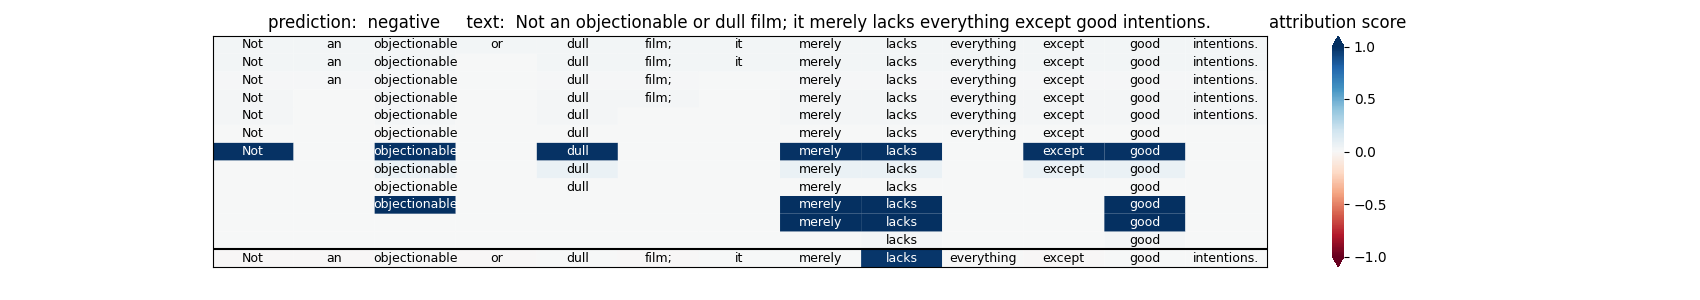 prediction:  negative      text:  Not an objectionable or dull film; it merely lacks everything except good intentions.      attribution score
Not an objectionable or dull film; it merely lacks everything except good intentions.
Not an objectionable dull film; it merely lacks everything except good intentions.
Not an objectionable dull film; merely lacks everything except good intentions.
Not objectionable dull film; merely lacks everything except good intentions.
Not objectionable dull merely lacks everything except good intentions.
Not objectionable dull merely lacks everything except good
Not objectionable dull merely lacks except good
objectionable dull merely lacks except good
objectionable dull merely lacks good
objectionable merely lacks good
merely lacks good
lacks good
Not an objectionable or dull film; it merely lacks everything except good intentions.
1.0
0.5
0.0
−0.5
−1.0